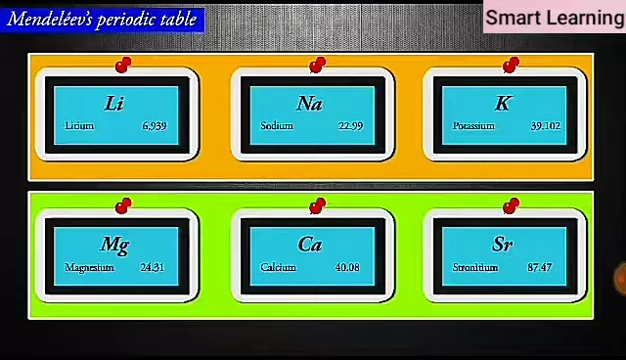 Mendeléev's periodic table
Smart Learning
Li
Na
K
Licium 6.939
Sodium 22.99
Potassium 39.102
Mg
Ca
Sr
Magnesium 24.31
Calcium 40.08
Strontium 87.47